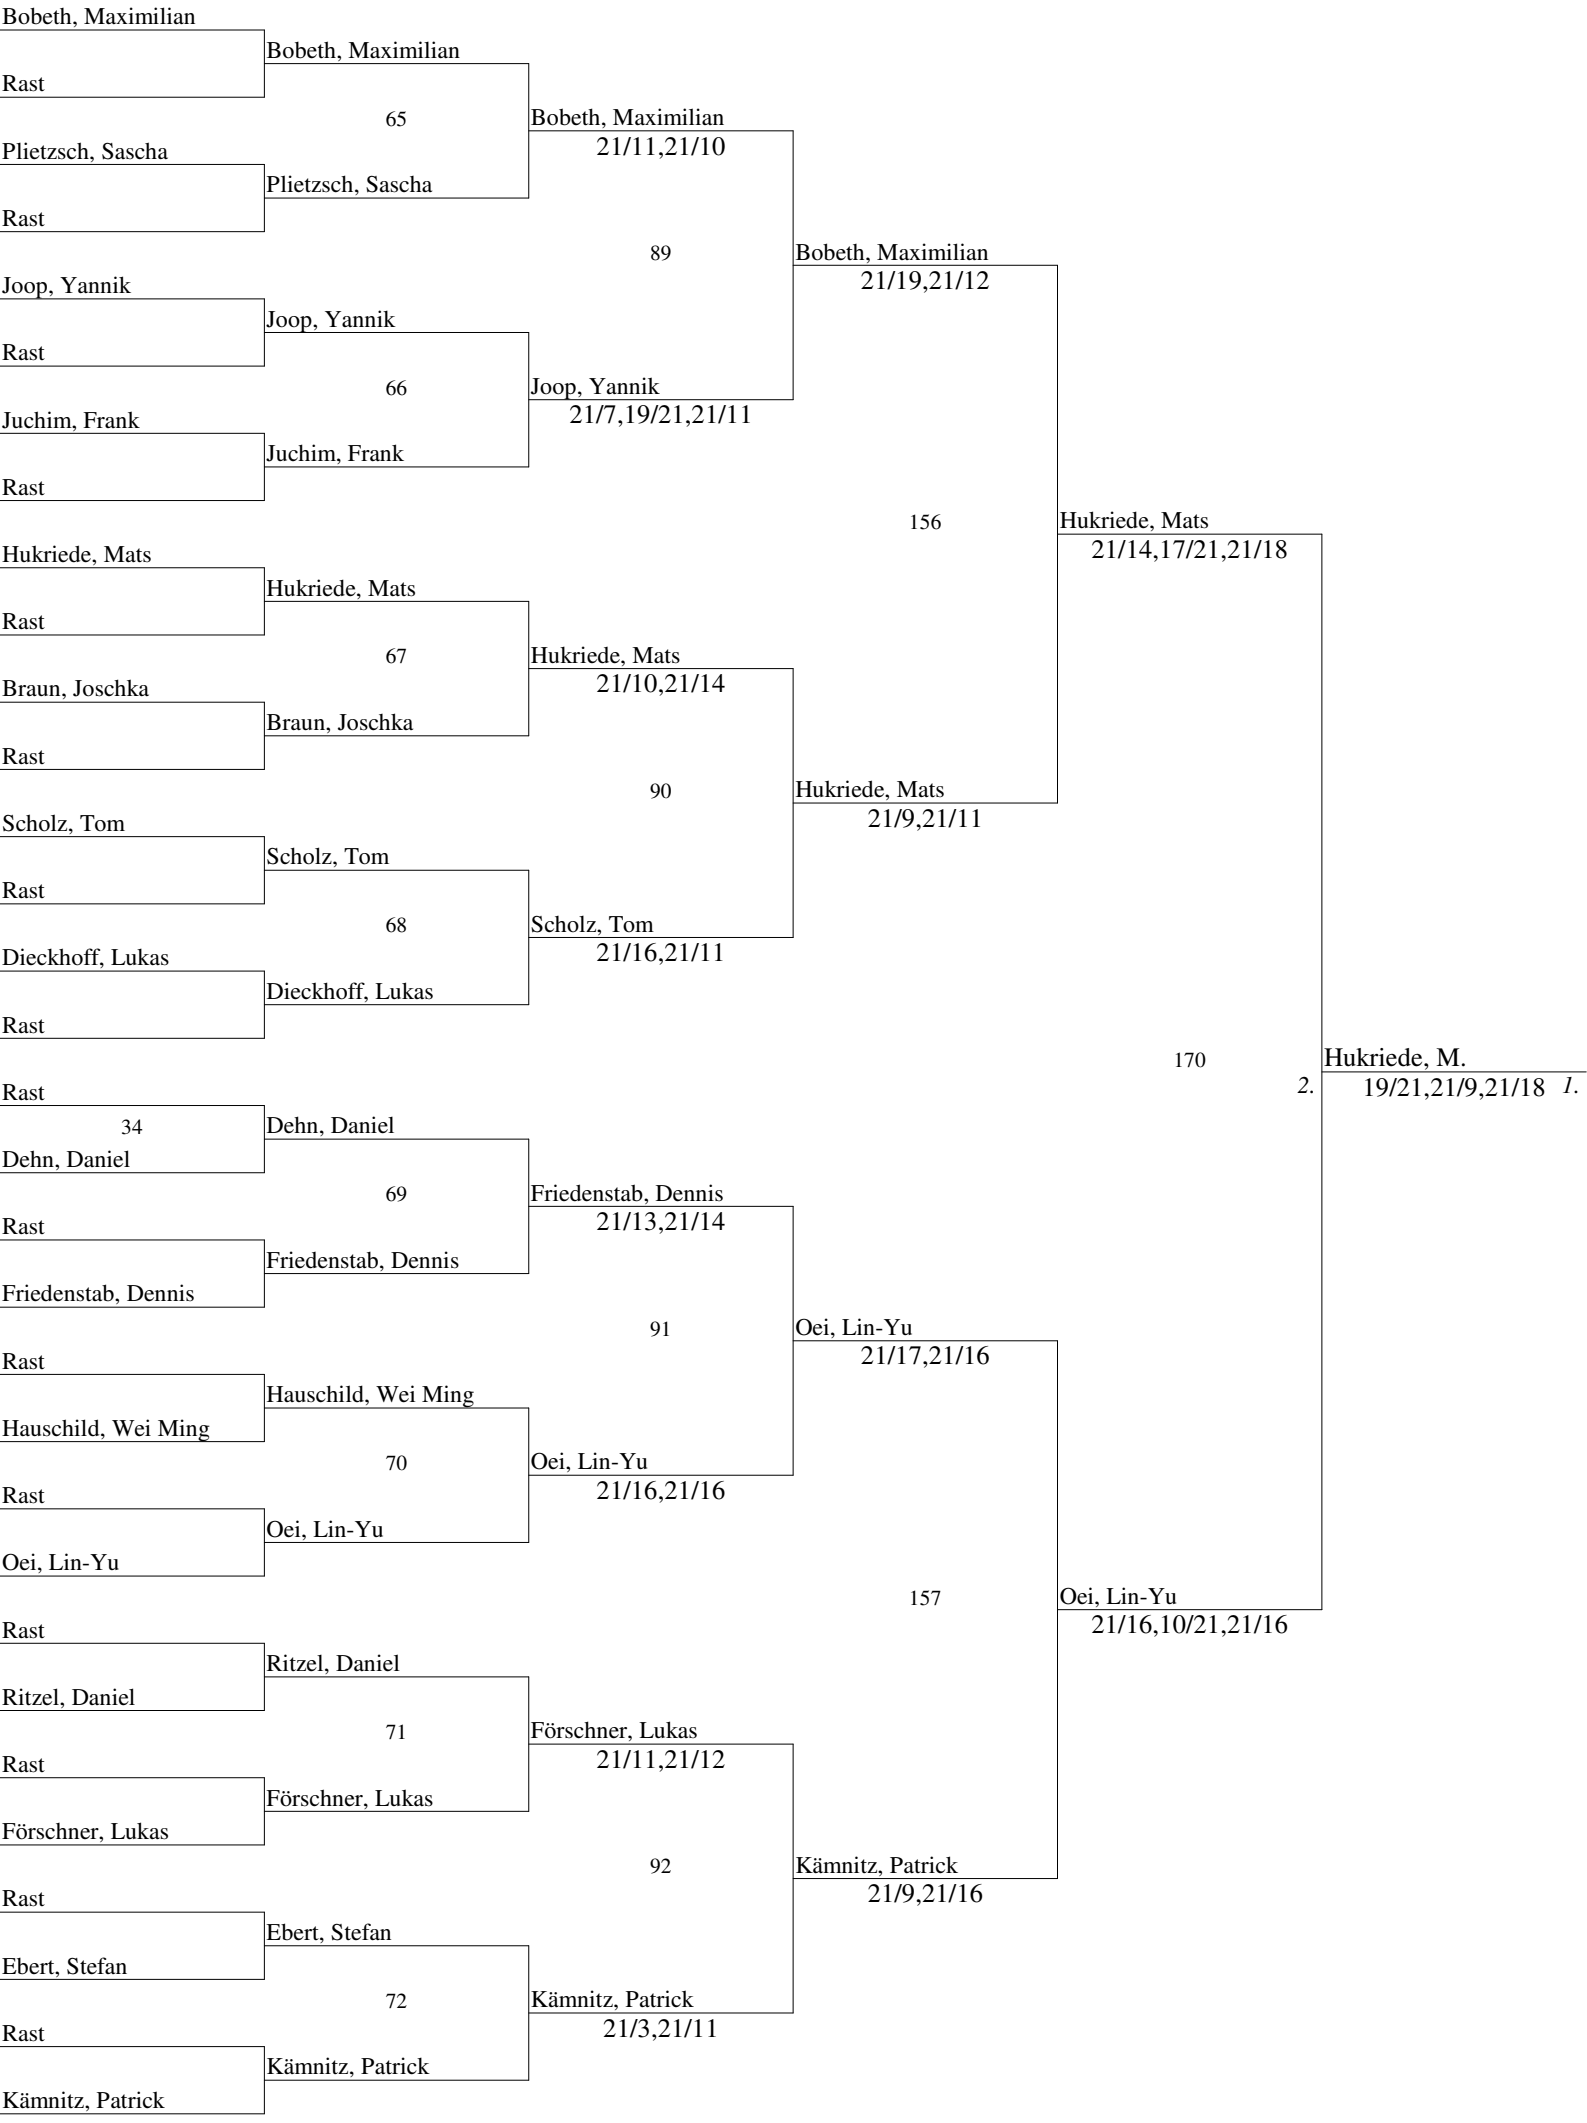 Bobeth, Maximilian
Bobeth, Maximilian
Rast
65
Bobeth, Maximilian
21/11,21/10
Plietzsch, Sascha
Plietzsch, Sascha
Rast
89
Bobeth, Maximilian
21/19,21/12
Joop, Yannik
Joop, Yannik
Rast
66
Joop, Yannik
21/7,19/21,21/11
Juchim, Frank
Juchim, Frank
Rast
156
Hukriede, Mats
21/14,17/21,21/18
Hukriede, Mats
Hukriede, Mats
Rast
67
Hukriede, Mats
21/10,21/14
Braun, Joschka
Braun, Joschka
Rast
90
Hukriede, Mats
21/9,21/11
Scholz, Tom
Scholz, Tom
Rast
68
Scholz, Tom
21/16,21/11
Dieckhoff, Lukas
Dieckhoff, Lukas
Rast
170
Hukriede, M.
2.
19/21,21/9,21/18 1.
Rast
34
Dehn, Daniel
Dehn, Daniel
69
Friedenstab, Dennis
21/13,21/14
Rast
Friedenstab, Dennis
Friedenstab, Dennis
91
Oei, Lin-Yu
21/17,21/16
Rast
Hauschild, Wei Ming
Hauschild, Wei Ming
70
Oei, Lin-Yu
21/16,21/16
Rast
Oei, Lin-Yu
Oei, Lin-Yu
157
Oei, Lin-Yu
21/16,10/21,21/16
Rast
Ritzel, Daniel
Ritzel, Daniel
71
Förschner, Lukas
21/11,21/12
Rast
Förschner, Lukas
Förschner, Lukas
92
Kämnitz, Patrick
21/9,21/16
Rast
Ebert, Stefan
Ebert, Stefan
72
Kämnitz, Patrick
21/3,21/11
Rast
Kämnitz, Patrick
Kämnitz, Patrick